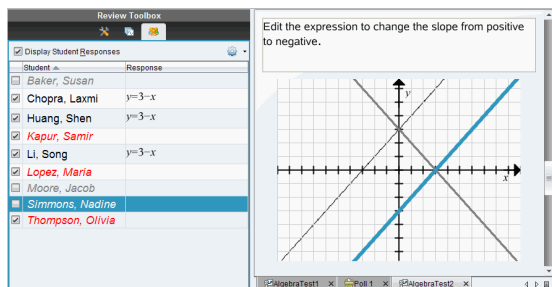 Review Toolbox
Display Student Responses
Student Response
Baker, Susan
Chopra, Laxmi y=3−x
Huang, Shen y=3−x
Kapur, Samir
Li, Song y=3−x
Lopez, Maria
Moore, Jacob
Simmons, Nadine
Thompson, Olivia
Edit the expression to change the slope from positive
to negative.
y
x
AlgebraTest1 Poll 1 AlgebraTest2